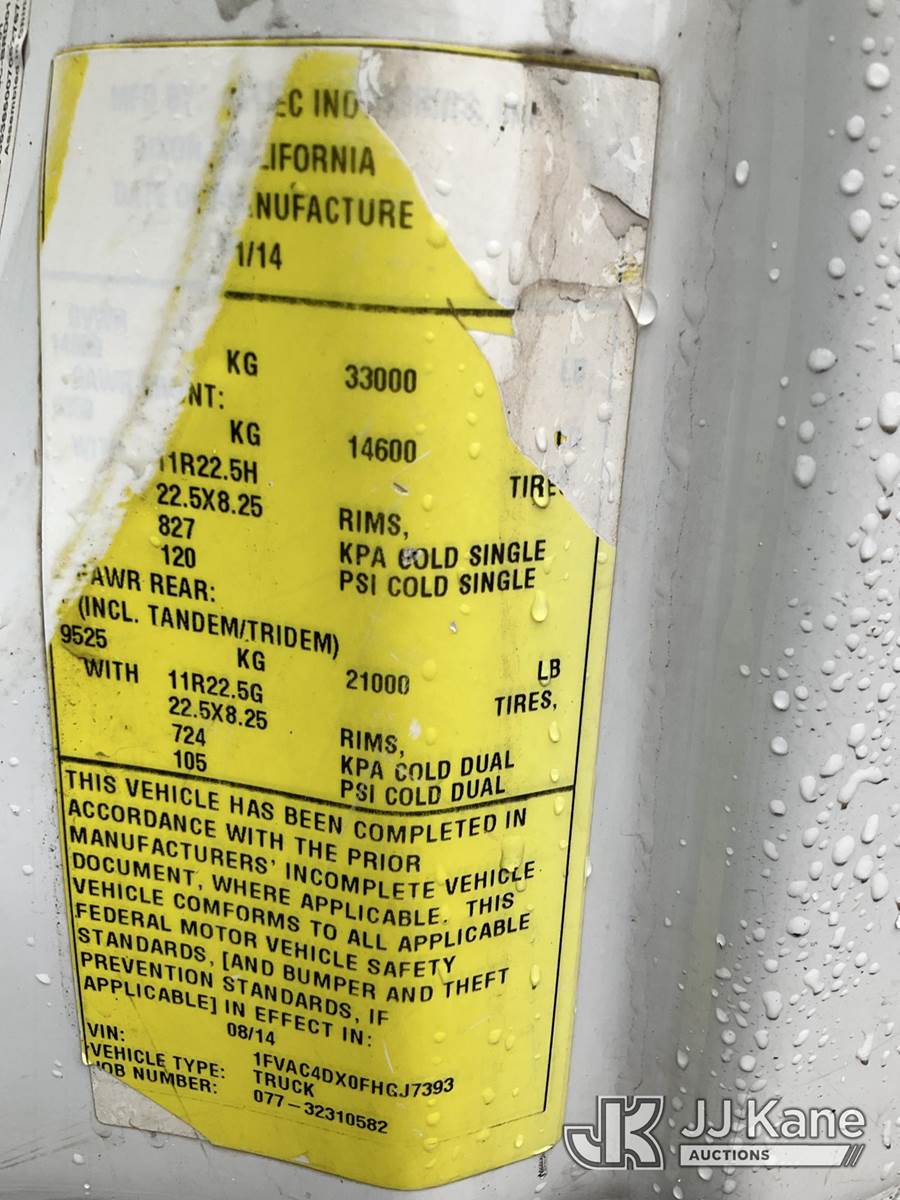 IFORNIA
NUFACTURE
1/14
KG 33000
NT:
KG 14600
11R22.5H TIRE
22.5X8.25 RIMS,
827 KPA COLD SINGLE
120 PSI COLD SINGLE
AWR REAR:
(INCL. TANDEM/TRIDEM)
9525 KG 21000 LB
WITH 11R22.5G TIRES,
22.5X8.25 RIMS,
724 KPA COLD DUAL
105 PSI COLD DUAL
THIS VEHICLE HAS BEEN COMPLETED IN
ACCORDANCE WITH THE PRIOR
MANUFACTURERS' INCOMPLETE VEHICLE
DOCUMENT, WHERE APPLICABLE. THIS
VEHICLE COMFORMS TO ALL APPLICABLE
FEDERAL MOTOR VEHICLE SAFETY
STANDARDS, [AND BUMPER AND THEFT
PREVENTION STANDARDS, IF
APPLICABLE] IN EFFECT IN:
08/14
VIN: 1FVAC4DX0FHGJ7393
VEHICLE TYPE: TRUCK
JOB NUMBER: 077-32310582
JJK JJ Kane
AUCTIONS